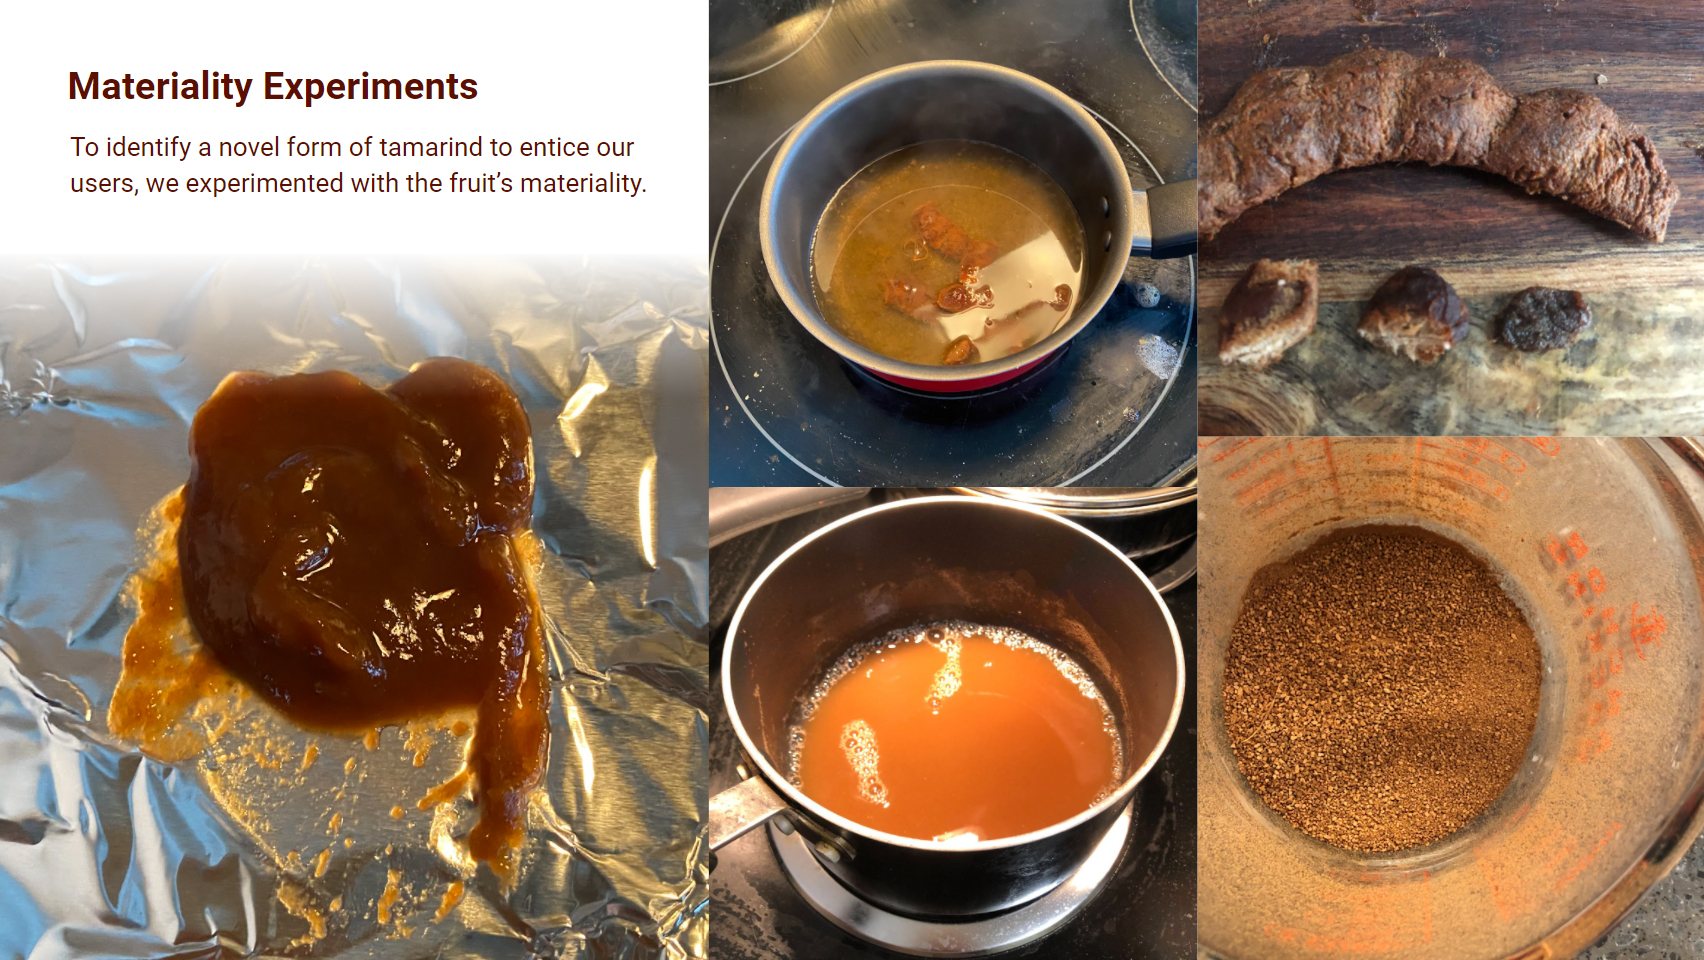 Materiality Experiments
To identify a novel form of tamarind to entice our
users, we experimented with the fruit’s materiality.